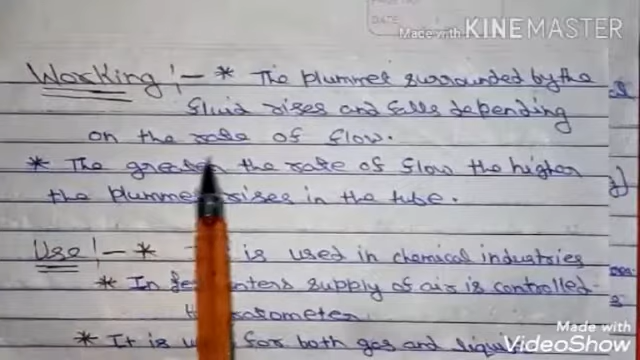 Made with KINEMASTER
Working :- * The plummet surrounded by the
fluid rises and falls depending
on the rate of flow.
* The greater the rate of flow the higher
the plummet rises in the tube.
Use :- * is used in chemical industries
* In supply of air is controlled
* It is for both gas and liquid
Made with
VideoShow